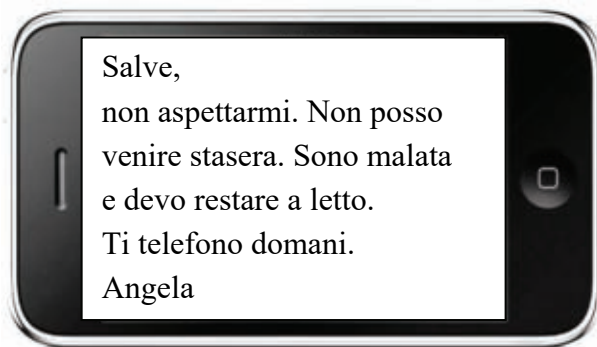 Salve,
non aspettarmi. Non posso
venire stasera. Sono malata
e devo restare a letto.
Ti telefono domani.
Angela